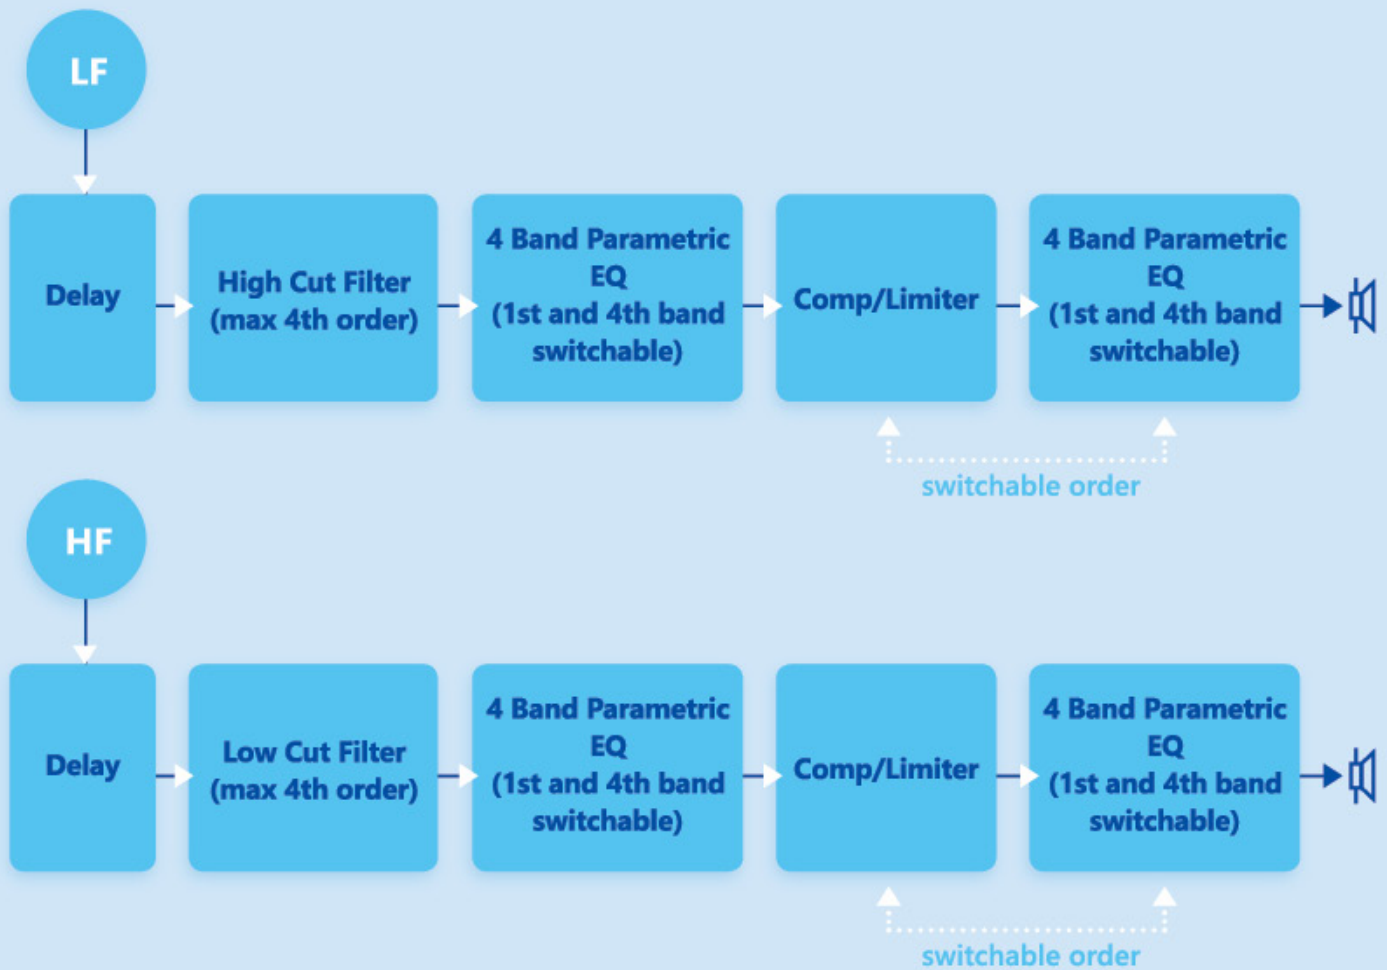 LF
Delay
High Cut Filter
(max 4th order)
4 Band Parametric
EQ
(1st and 4th band
switchable)
Comp/Limiter
4 Band Parametric
EQ
(1st and 4th band
switchable)
switchable order
HF
Delay
Low Cut Filter
(max 4th order)
4 Band Parametric
EQ
(1st and 4th band
switchable)
Comp/Limiter
4 Band Parametric
EQ
(1st and 4th band
switchable)
switchable order